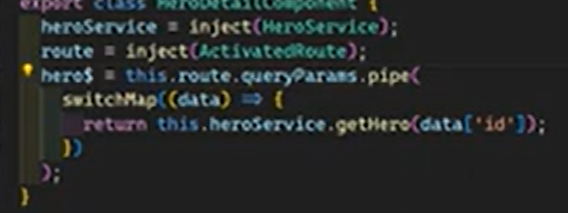 export class HeroDetailComponent {
heroService = inject(HeroService);
route = inject(ActivatedRoute);
hero$ = this.route.queryParams.pipe(
switchMap((data) => {
return this.heroService.getHero(data['id']);
})
);
}